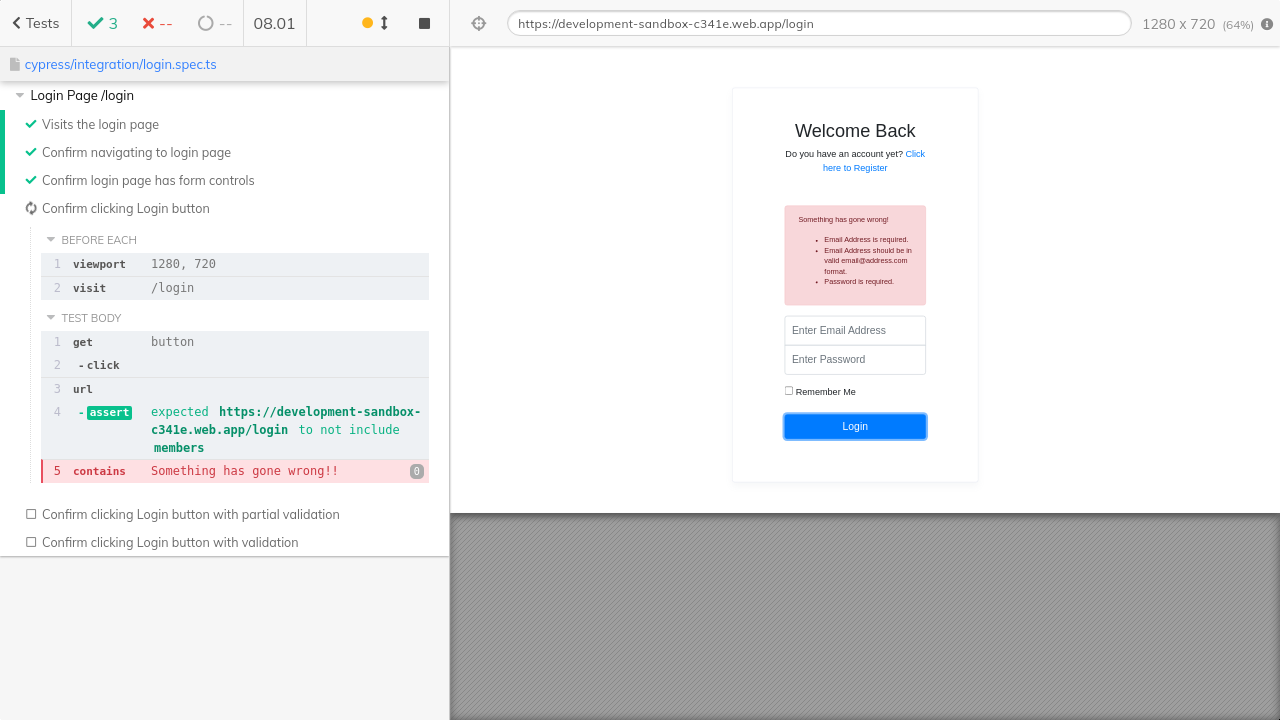 Tests
3
--
--
08.01
https://development-sandbox-c341e.web.app/login
1280 x 720 (64%)
cypress/integration/login.spec.ts
Login Page /login
Visits the login page
Confirm navigating to login page
Confirm login page has form controls
Confirm clicking Login button
BEFORE EACH
1 viewport 1280, 720
2 visit /login
TEST BODY
1 get button
2 -click
3 url
4 -assert expected https://development-sandbox-
c341e.web.app/login to not include
members
5 contains Something has gone wrong!! 0
Confirm clicking Login button with partial validation
Confirm clicking Login button with validation
Welcome Back
Do you have an account yet? Click
here to Register
Something has gone wrong!
• Email Address is required.
• Email Address should be in
valid email@address.com
format.
• Password is required.
Enter Email Address
Enter Password
Remember Me
Login